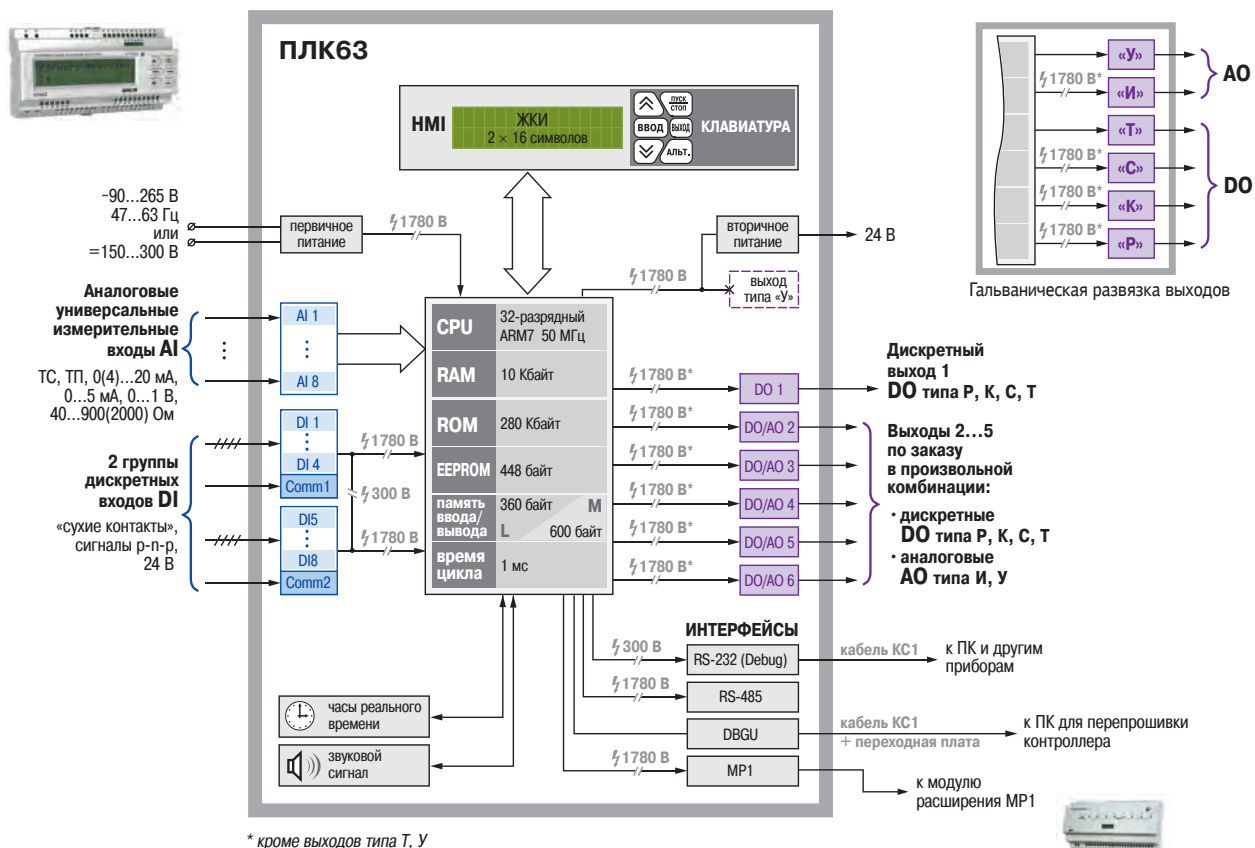 ПЛК63
HMI
ЖКИ
2 × 16 символов
ПУСК
СТОП
ВВОД
ВЫХОД
АЛЬТ.
КЛАВИАТУРА
~90...265 В
47...63 Гц
или
=150...300 В
первичное
питание
1780 В
вторичное
питание
24 В
1780 В
выход
типа «У»
Аналоговые
универсальные
измерительные
входы AI
ТС, ТП, 0(4)...20 мА,
0...5 мА, 0...1 В,
40...900(2000) Ом
AI 1
AI 8
2 группы
дискретных
входов DI
«сухие контакты»,
сигналы p-n-p,
24 В
DI 1
DI 4
Comm1
DI5
DI8
Comm2
1780 В
300 В
1780 В
CPU
32-разрядный
ARM7 50 МГц
RAM
10 Кбайт
ROM
280 Кбайт
EEPROM
448 байт
память
ввода/
вывода
360 байт
M
L
600 байт
время
цикла
1 мс
1780 В*
DO 1
1780 В*
DO/AO 2
1780 В*
DO/AO 3
1780 В*
DO/AO 4
1780 В*
DO/AO 5
1780 В*
DO/AO 6
Дискретный
выход 1
DO типа Р, К, С, Т
Выходы 2...5
по заказу
в произвольной
комбинации:
· дискретные
DO типа Р, К, С, Т
· аналоговые
АО типа И, У
ИНТЕРФЕЙСЫ
300 В
RS-232 (Debug)
кабель КС1
к ПК и другим
приборам
1780 В
RS-485
DBGU
кабель КС1
+ переходная плата
к ПК для перепрошивки
контроллера
1780 В
МР1
к модулю
расширения МР1
часы реального
времени
звуковой
сигнал
* кроме выходов типа Т, У
«У»
1780 В*
«И»
АО
«Т»
1780 В*
«С»
1780 В*
«К»
1780 В*
«Р»
DO
Гальваническая развязка выходов